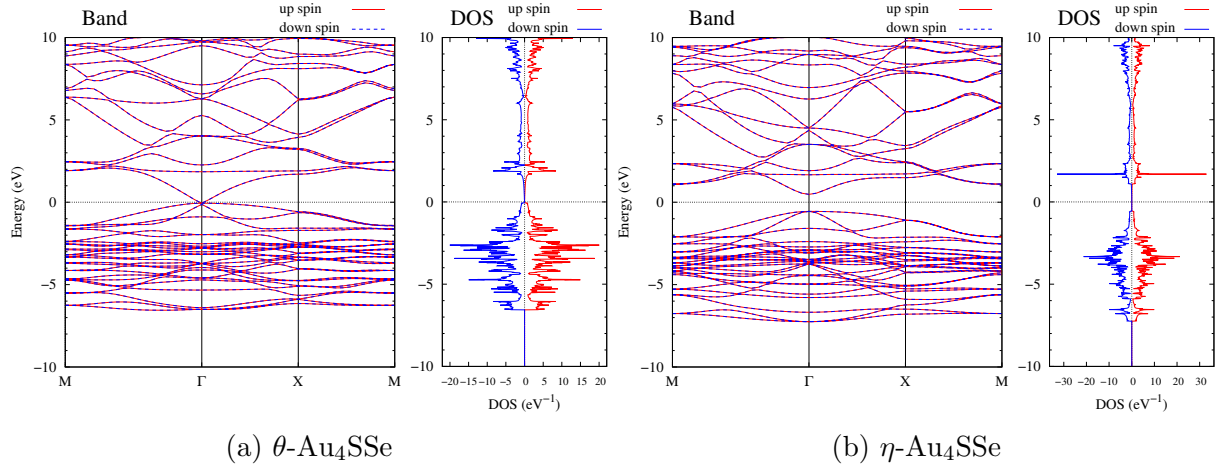 Band
up spin
down spin
DOS
up spin
down spin
Energy (eV)
10
5
0
−5
−10
M Γ X M
10
5
0
−5
−10
−20 −15 −10 −5 0 5 10 15 20
DOS (eV⁻¹)
(a) θ-Au₄SSe
Band
up spin
down spin
DOS
up spin
down spin
Energy (eV)
10
5
0
−5
−10
M Γ X M
10
5
0
−5
−10
−30 −20 −10 0 10 20 30
DOS (eV⁻¹)
(b) η-Au₄SSe